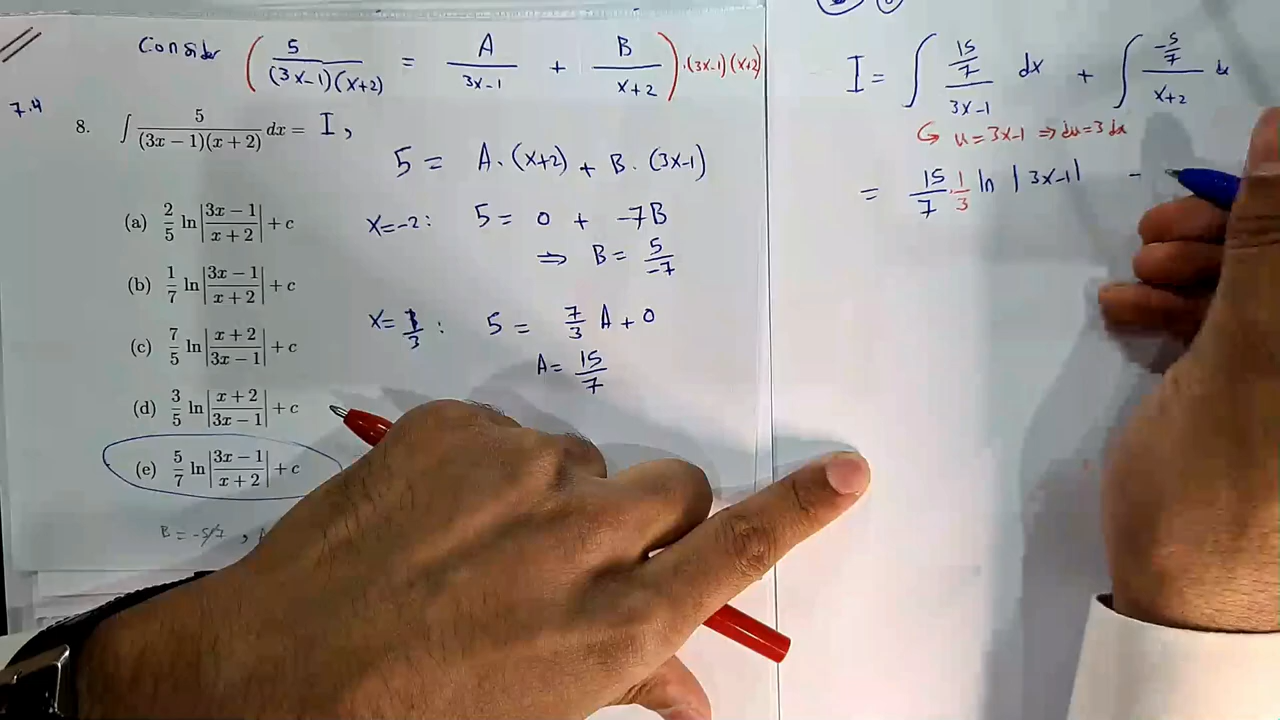 Consider ( 5/((3x-1)(x+2)) = A/(3x-1) + B/(x+2) ) · (3x-1)(x+2)
7.4
8. ∫ 5/((3x − 1)(x + 2)) dx = I,
5 = A. (x+2) + B. (3x-1)
(a) 2/5 ln|(3x − 1)/(x + 2)| + c
x=-2: 5 = 0 + -7B
⇒ B = 5/-7
(b) 1/7 ln|(3x − 1)/(x + 2)| + c
x= 1/3 : 5 = 7/3 A + 0
(c) 7/5 ln|(x + 2)/(3x − 1)| + c
A= 15/7
(d) 3/5 ln|(x + 2)/(3x − 1)| + c
(e) 5/7 ln|(3x − 1)/(x + 2)| + c
B = -5/7 ,
I = ∫ (15/7)/(3x-1) dx + ∫ (-5/7)/(x+2) dx
↪ u = 3x-1 ⇒ du = 3 dx
= 15/7 · 1/3 ln |3x-1| -